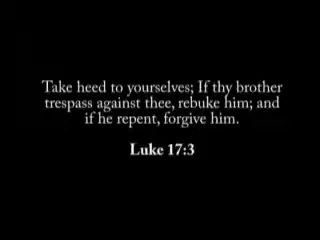 Take heed to yourselves; If thy brother
trespass against thee, rebuke him; and
if he repent, forgive him.
Luke 17:3